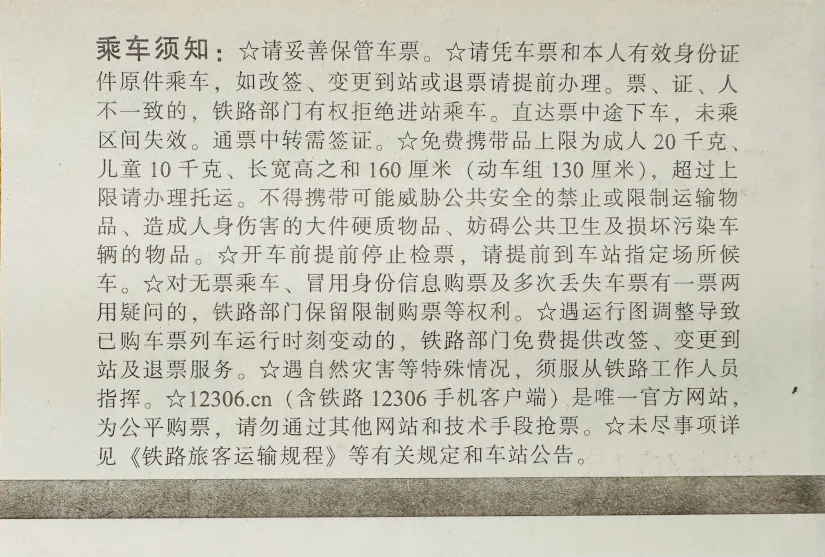 乘车须知：☆请妥善保管车票。☆请凭车票和本人有效身份证
件原件乘车，如改签、变更到站或退票请提前办理。票、证、人
不一致的，铁路部门有权拒绝进站乘车。直达票中途下车，未乘
区间失效。通票中转需签证。☆免费携带品上限为成人 20 千克、
儿童 10 千克、长宽高之和 160 厘米（动车组 130 厘米），超过上
限请办理托运。不得携带可能威胁公共安全的禁止或限制运输物
品、造成人身伤害的大件硬质物品、妨碍公共卫生及损坏污染车
辆的物品。☆开车前提前停止检票，请提前到车站指定场所候
车。☆对无票乘车、冒用身份信息购票及多次丢失车票有一票两
用疑问的，铁路部门保留限制购票等权利。☆遇运行图调整导致
已购车票列车运行时刻变动的，铁路部门免费提供改签、变更到
站及退票服务。☆遇自然灾害等特殊情况，须服从铁路工作人员
指挥。☆12306.cn（含铁路 12306 手机客户端）是唯一官方网站，
为公平购票，请勿通过其他网站和技术手段抢票。☆未尽事项详
见《铁路旅客运输规程》等有关规定和车站公告。